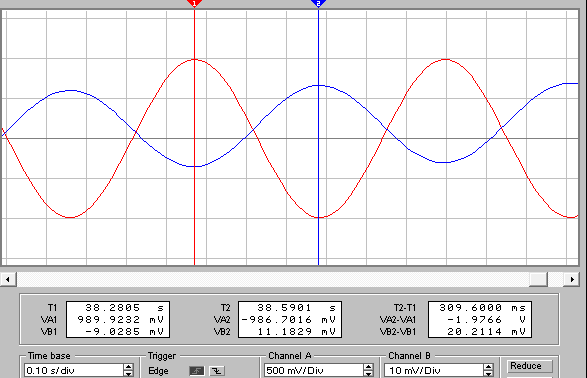 1 2
T1 38.2805 s T2 38.5901 s T2-T1 309.6000 ms
VA1 989.9232 mV VA2 -986.7016 mV VA2-VA1 -1.9766 V
VB1 -9.0285 mV VB2 11.1829 mV VB2-VB1 20.2114 mV
Time base Trigger Channel A Channel B Reduce
0.10 s/div Edge 500 mV/Div 10 mV/Div